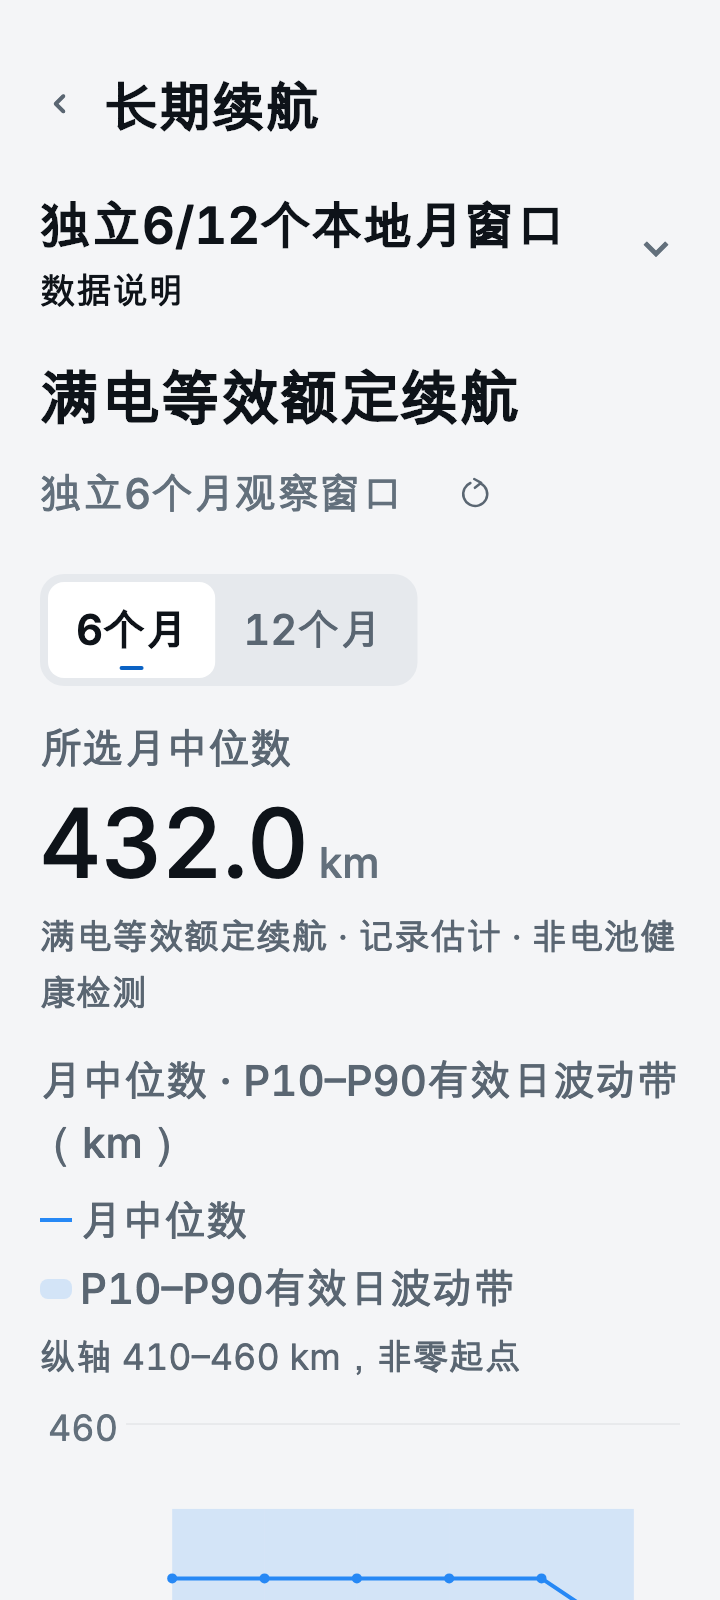 长期续航
独立6/12个本地月窗口
数据说明
满电等效额定续航
独立6个月观察窗口
6个月
12个月
所选月中位数
432.0 km
满电等效额定续航 · 记录估计 · 非电池健
康检测
月中位数 · P10–P90有效日波动带
（ km ）
月中位数
P10–P90有效日波动带
纵轴 410–460 km，非零起点
460